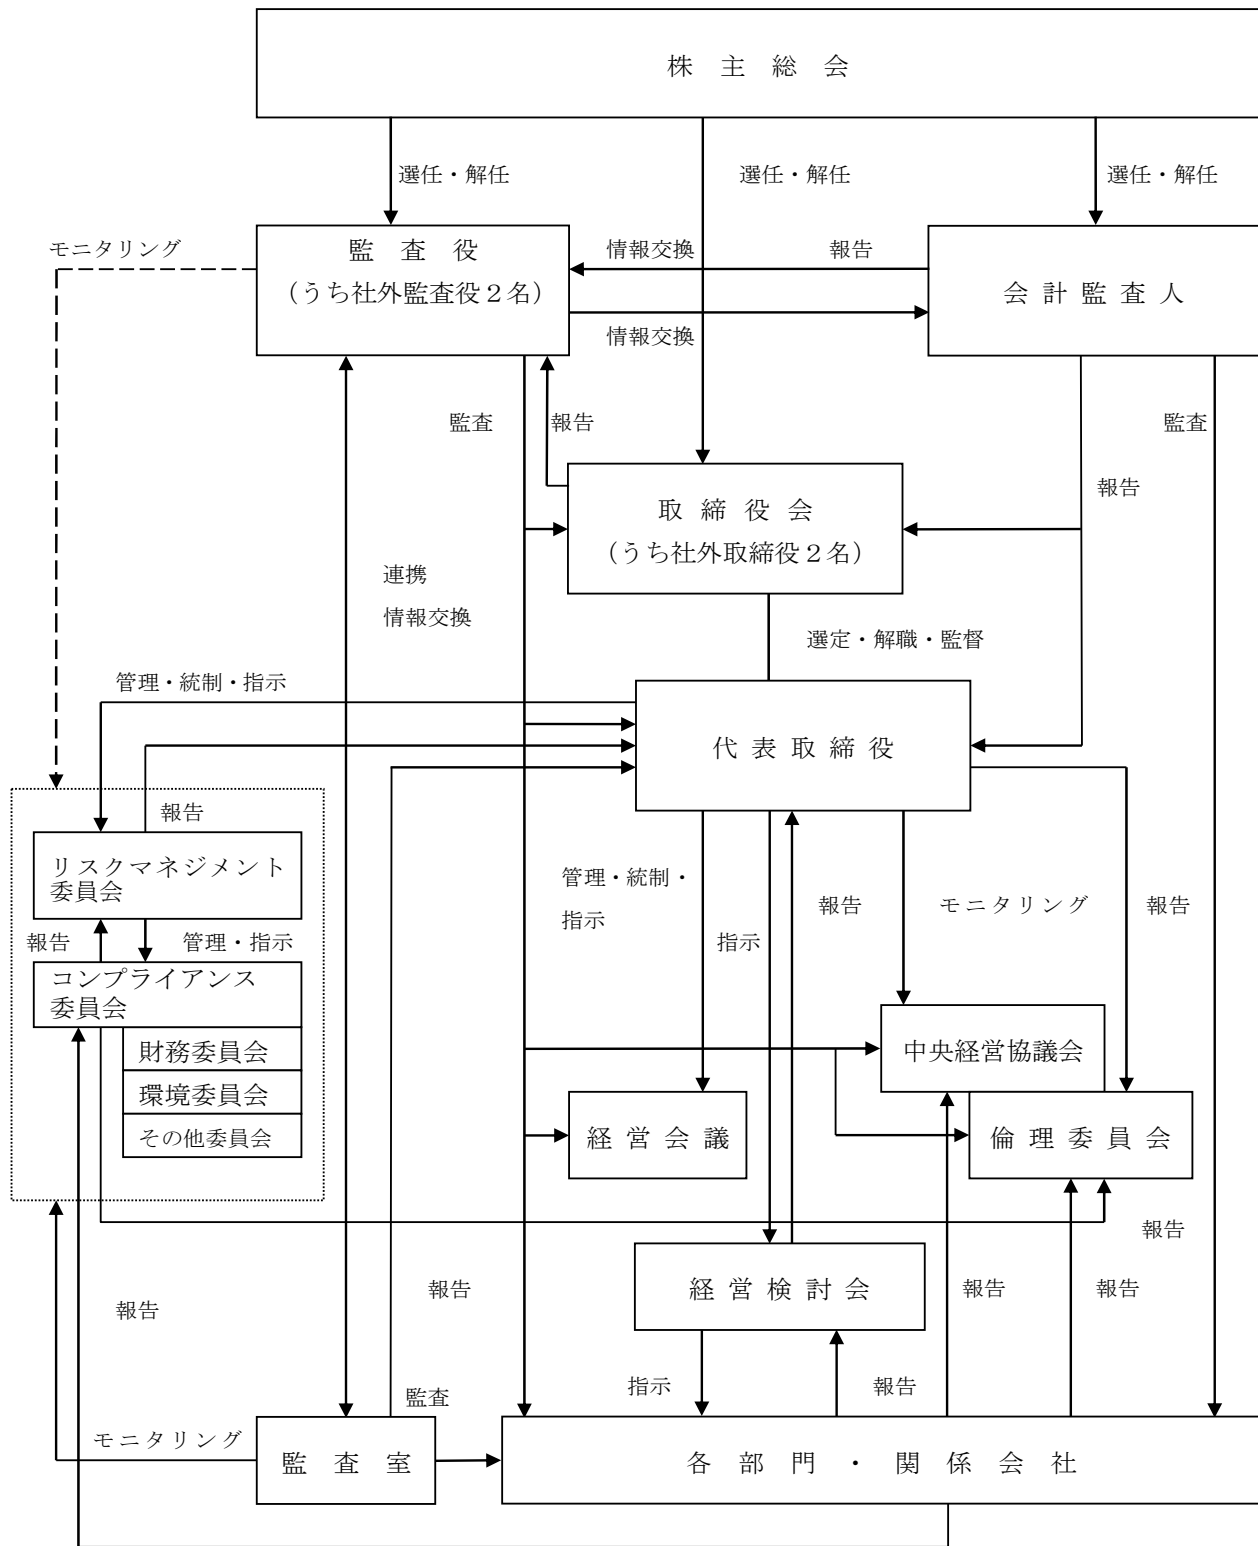 株主総会
選任・解任
選任・解任
選任・解任
モニタリング
監査役
（うち社外監査役２名）
情報交換
報告
会計監査人
情報交換
監査
報告
監査
報告
取締役会
（うち社外取締役２名）
連携
情報交換
選定・解職・監督
管理・統制・指示
代表取締役
報告
リスクマネジメント
委員会
管理・統制・
指示
指示
報告
モニタリング
報告
報告
管理・指示
コンプライアンス
委員会
財務委員会
環境委員会
その他委員会
中央経営協議会
経営会議
倫理委員会
報告
経営検討会
報告
報告
報告
報告
指示
報告
監査
モニタリング
監査室
各部門・関係会社